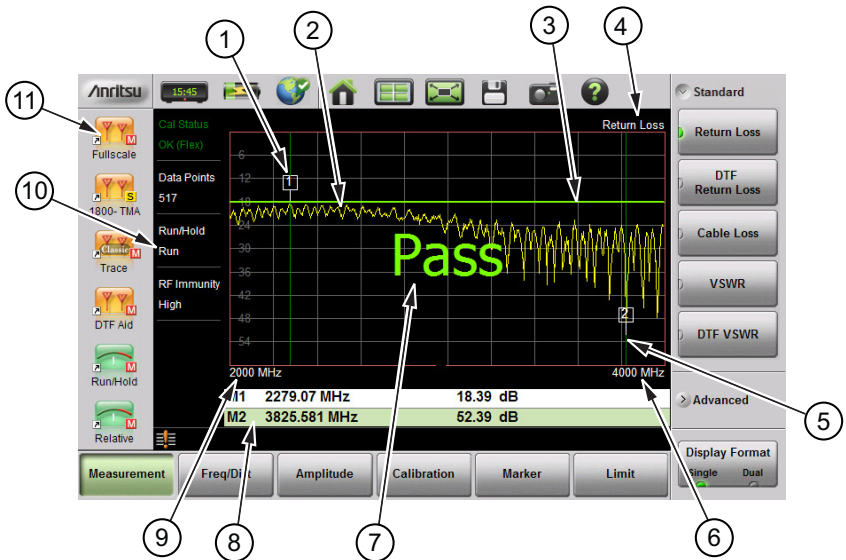 1
2
3
4
11
/Inritsu
15:45
?
Standard
Cal Status
OK (Flex)
Return Loss
Fullscale
Return Loss
6
12
1
Data Points
517
18
DTF
Return Loss
10
S
1800- TMA
24
Run/Hold
Run
Cable Loss
Classic
Trace
30
Pass
36
RF Immunity
High
VSWR
42
DTF Aid
2
48
DTF VSWR
54
M
Run/Hold
2000 MHz
4000 MHz
5
M1 2279.07 MHz 18.39 dB
Advanced
M2 3825.581 MHz 52.39 dB
Relative
Display Format
Single Dual
Measurement
Freq/Dist
Amplitude
Calibration
Marker
Limit
9
8
7
6